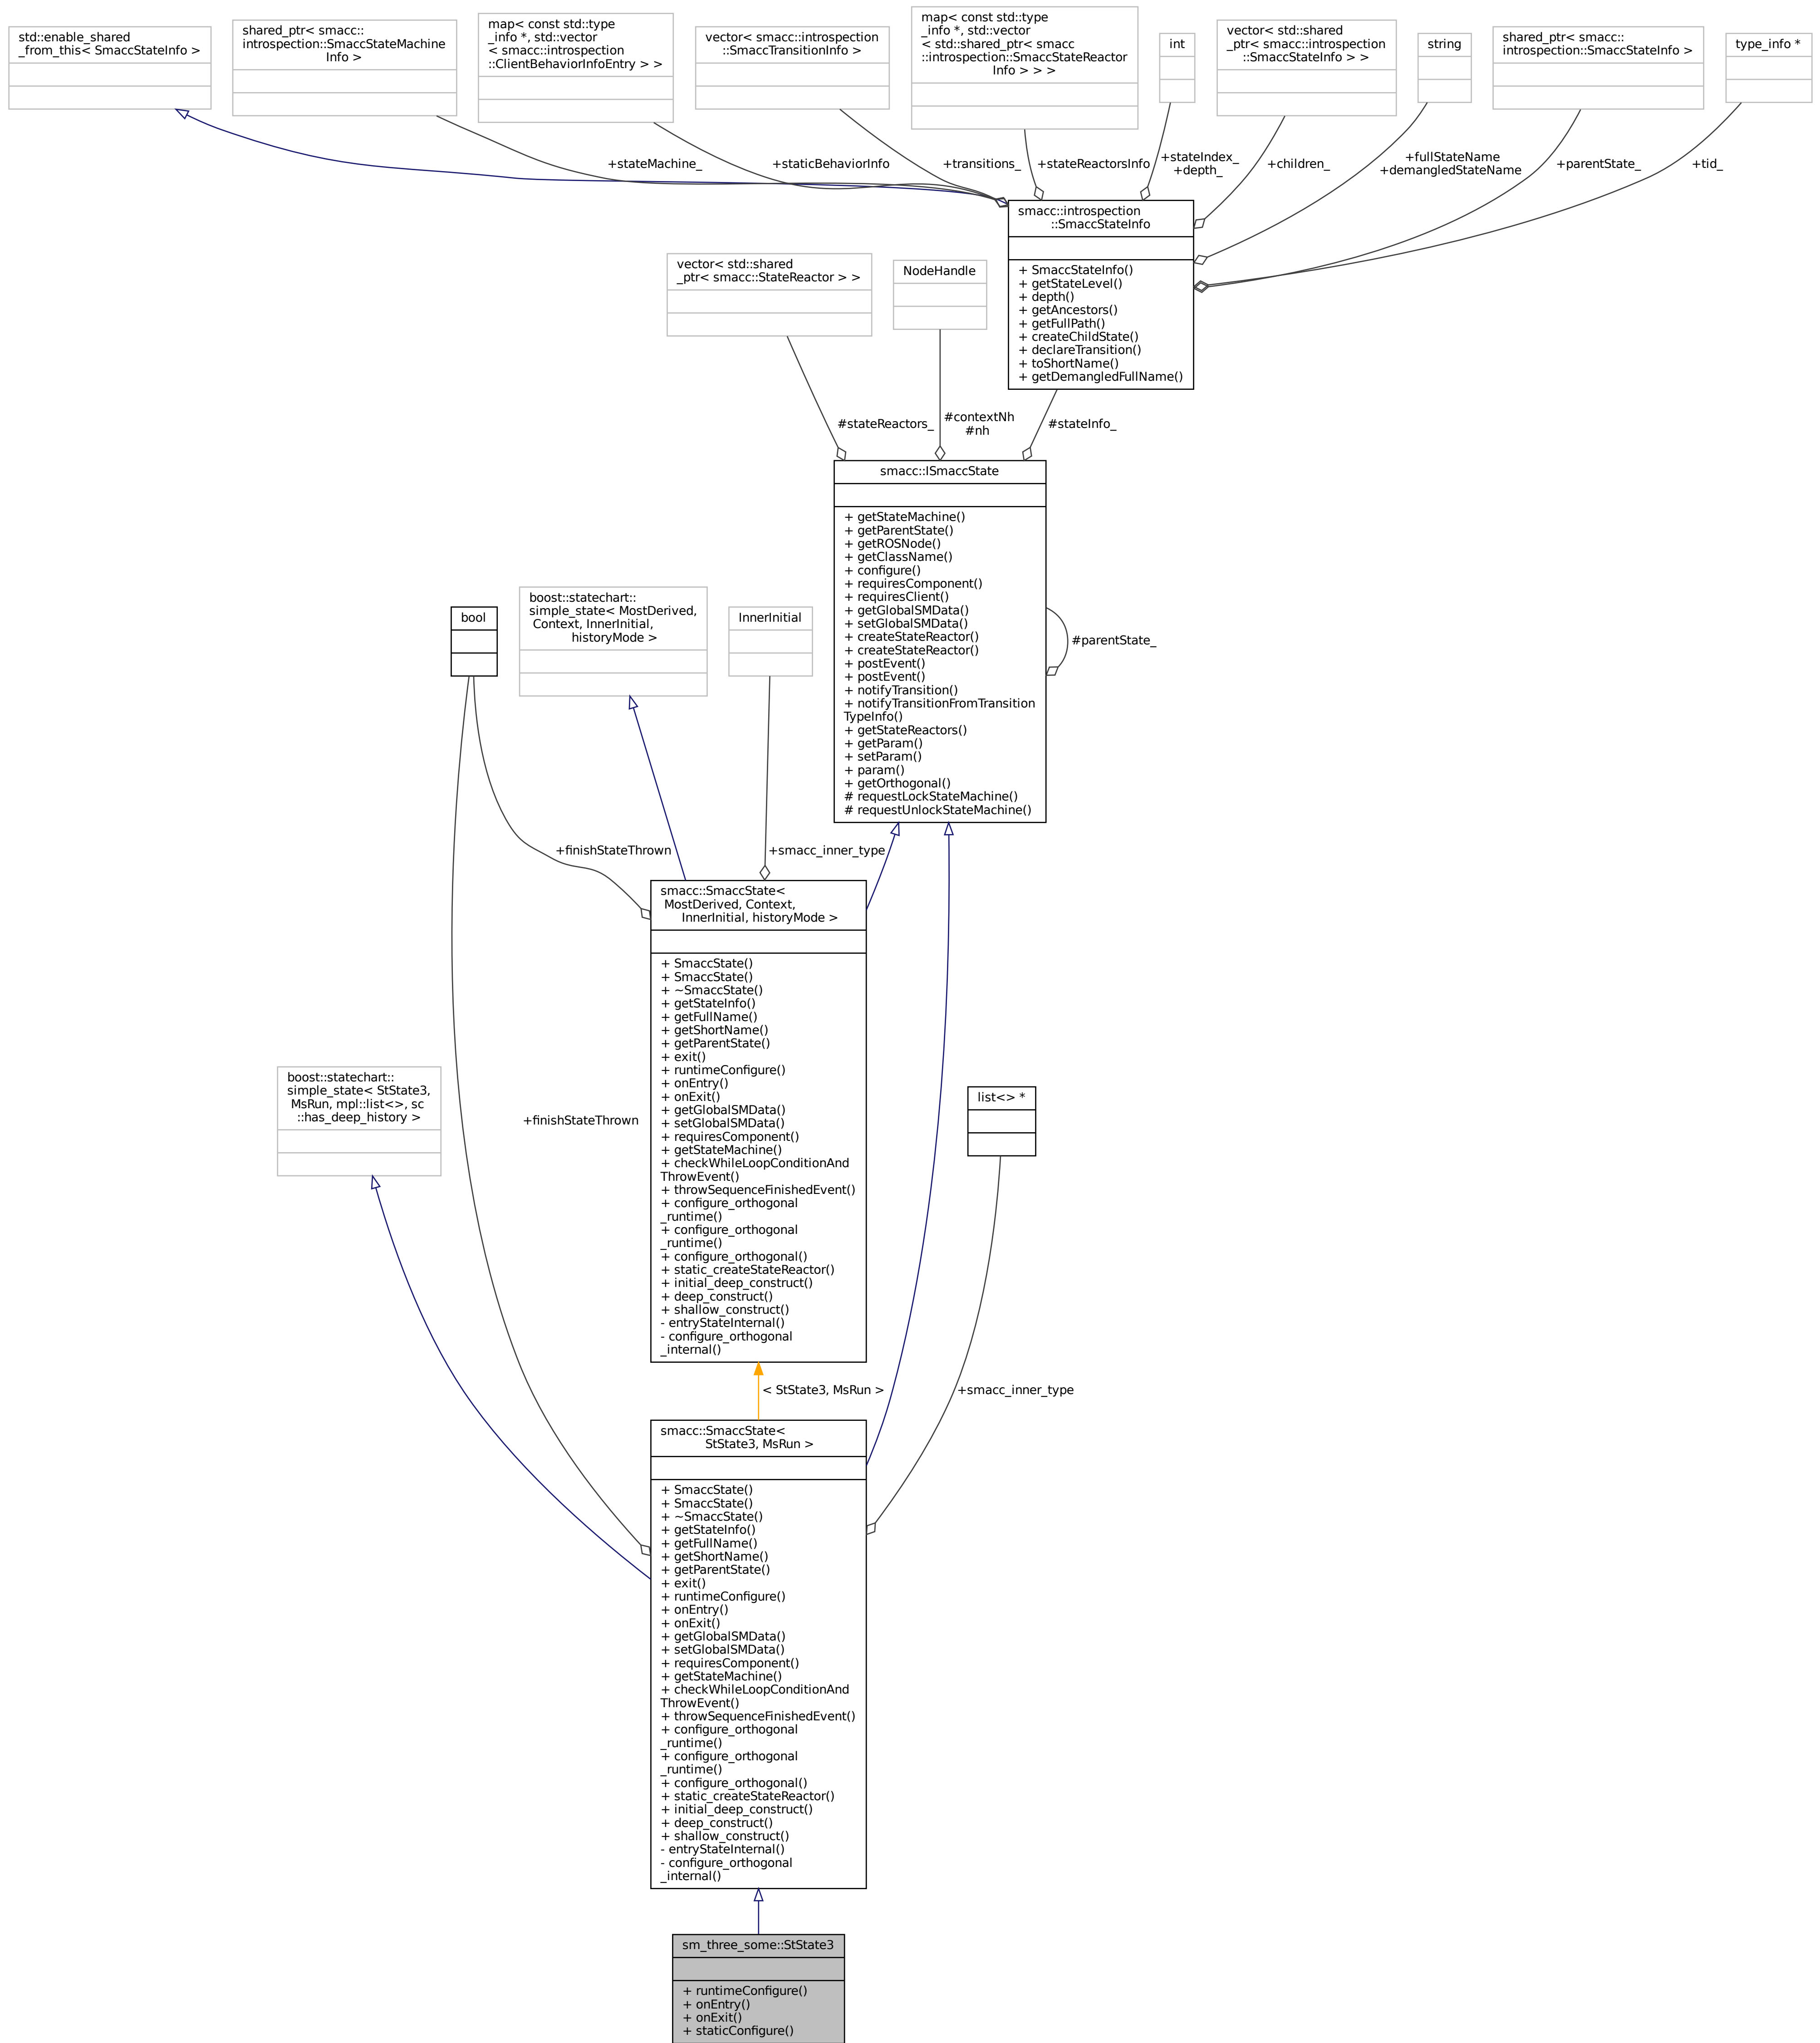 std::enable_shared
_from_this< SmaccStateInfo >
shared_ptr< smacc::
introspection::SmaccStateMachine
Info >
map< const std::type
_info *, std::vector
< smacc::introspection
::ClientBehaviorInfoEntry > >
vector< smacc::introspection
::SmaccTransitionInfo >
map< const std::type
_info *, std::vector
< std::shared_ptr< smacc
::introspection::SmaccStateReactor
Info > > >
int
vector< std::shared
_ptr< smacc::introspection
::SmaccStateInfo > >
string
shared_ptr< smacc::
introspection::SmaccStateInfo >
type_info *
+stateMachine_
+staticBehaviorInfo
+transitions_
+stateReactorsInfo
+stateIndex_
+depth_
+children_
+fullStateName
+demangledStateName
+parentState_
+tid_
smacc::introspection
::SmaccStateInfo
+ SmaccStateInfo()
+ getStateLevel()
+ depth()
+ getAncestors()
+ getFullPath()
+ createChildState()
+ declareTransition()
+ toShortName()
+ getDemangledFullName()
vector< std::shared
_ptr< smacc::StateReactor > >
NodeHandle
#stateReactors_
#contextNh
#nh
#stateInfo_
smacc::ISmaccState
+ getStateMachine()
+ getParentState()
+ getROSNode()
+ getClassName()
+ configure()
+ requiresComponent()
+ requiresClient()
+ getGlobalSMData()
+ setGlobalSMData()
+ createStateReactor()
+ createStateReactor()
+ postEvent()
+ postEvent()
+ notifyTransition()
+ notifyTransitionFromTransition
TypeInfo()
+ getStateReactors()
+ getParam()
+ setParam()
+ param()
+ getOrthogonal()
# requestLockStateMachine()
# requestUnlockStateMachine()
#parentState_
bool
boost::statechart::
simple_state< MostDerived,
Context, InnerInitial,
historyMode >
InnerInitial
+finishStateThrown
+smacc_inner_type
smacc::SmaccState<
MostDerived, Context,
InnerInitial, historyMode >
+ SmaccState()
+ SmaccState()
+ ~SmaccState()
+ getStateInfo()
+ getFullName()
+ getShortName()
+ getParentState()
+ exit()
+ runtimeConfigure()
+ onEntry()
+ onExit()
+ getGlobalSMData()
+ setGlobalSMData()
+ requiresComponent()
+ getStateMachine()
+ checkWhileLoopConditionAnd
ThrowEvent()
+ throwSequenceFinishedEvent()
+ configure_orthogonal
_runtime()
+ configure_orthogonal
_runtime()
+ configure_orthogonal()
+ static_createStateReactor()
+ initial_deep_construct()
+ deep_construct()
+ shallow_construct()
- entryStateInternal()
- configure_orthogonal
_internal()
boost::statechart::
simple_state< StState3,
MsRun, mpl::list<>, sc
::has_deep_history >
+finishStateThrown
list<> *
< StState3, MsRun >
+smacc_inner_type
smacc::SmaccState<
StState3, MsRun >
+ SmaccState()
+ SmaccState()
+ ~SmaccState()
+ getStateInfo()
+ getFullName()
+ getShortName()
+ getParentState()
+ exit()
+ runtimeConfigure()
+ onEntry()
+ onExit()
+ getGlobalSMData()
+ setGlobalSMData()
+ requiresComponent()
+ getStateMachine()
+ checkWhileLoopConditionAnd
ThrowEvent()
+ throwSequenceFinishedEvent()
+ configure_orthogonal
_runtime()
+ configure_orthogonal
_runtime()
+ configure_orthogonal()
+ static_createStateReactor()
+ initial_deep_construct()
+ deep_construct()
+ shallow_construct()
- entryStateInternal()
- configure_orthogonal
_internal()
sm_three_some::StState3
+ runtimeConfigure()
+ onEntry()
+ onExit()
+ staticConfigure()